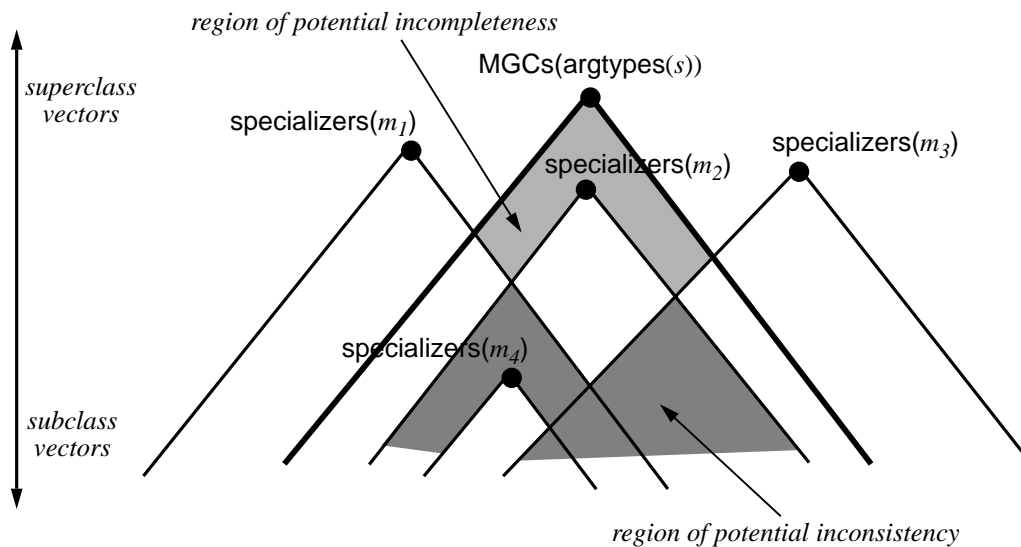 region of potential incompleteness
MGCs(argtypes(s))
superclass
vectors
specializers(m1)
specializers(m3)
specializers(m2)
specializers(m4)
subclass
vectors
region of potential inconsistency